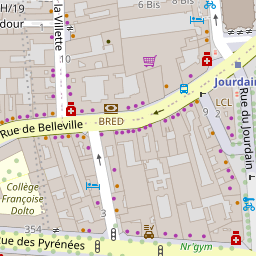 H/19
dour
la Villette
6 Bis
3 Bis
Jourdain
10
LCL
9
2
BRED
Rue de Belleville
Rue du Jourdain
Collège
Françoise
Dolto
354
3
Rue des Pyrénées
Nr'gym